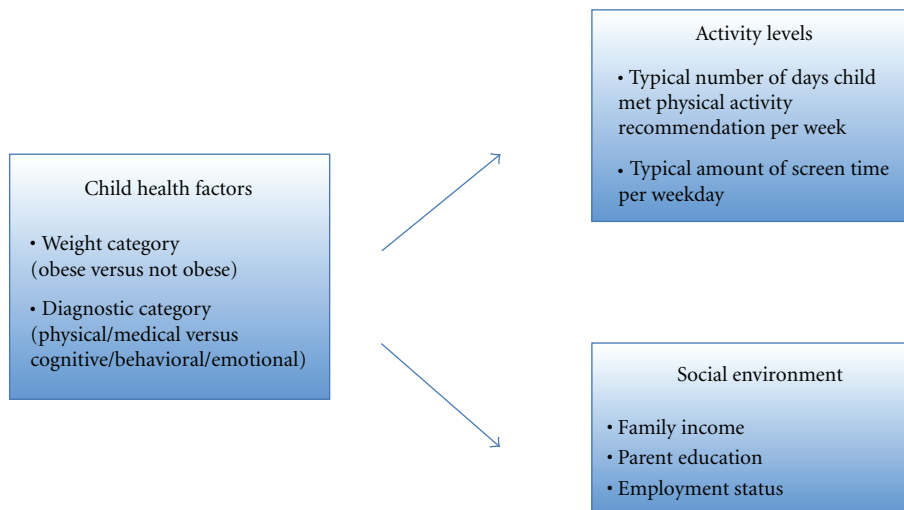 Child health factors
• Weight category
(obese versus not obese)
• Diagnostic category
(physical/medical versus
cognitive/behavioral/emotional)
Activity levels
• Typical number of days child
met physical activity
recommendation per week
• Typical amount of screen time
per weekday
Social environment
• Family income
• Parent education
• Employment status